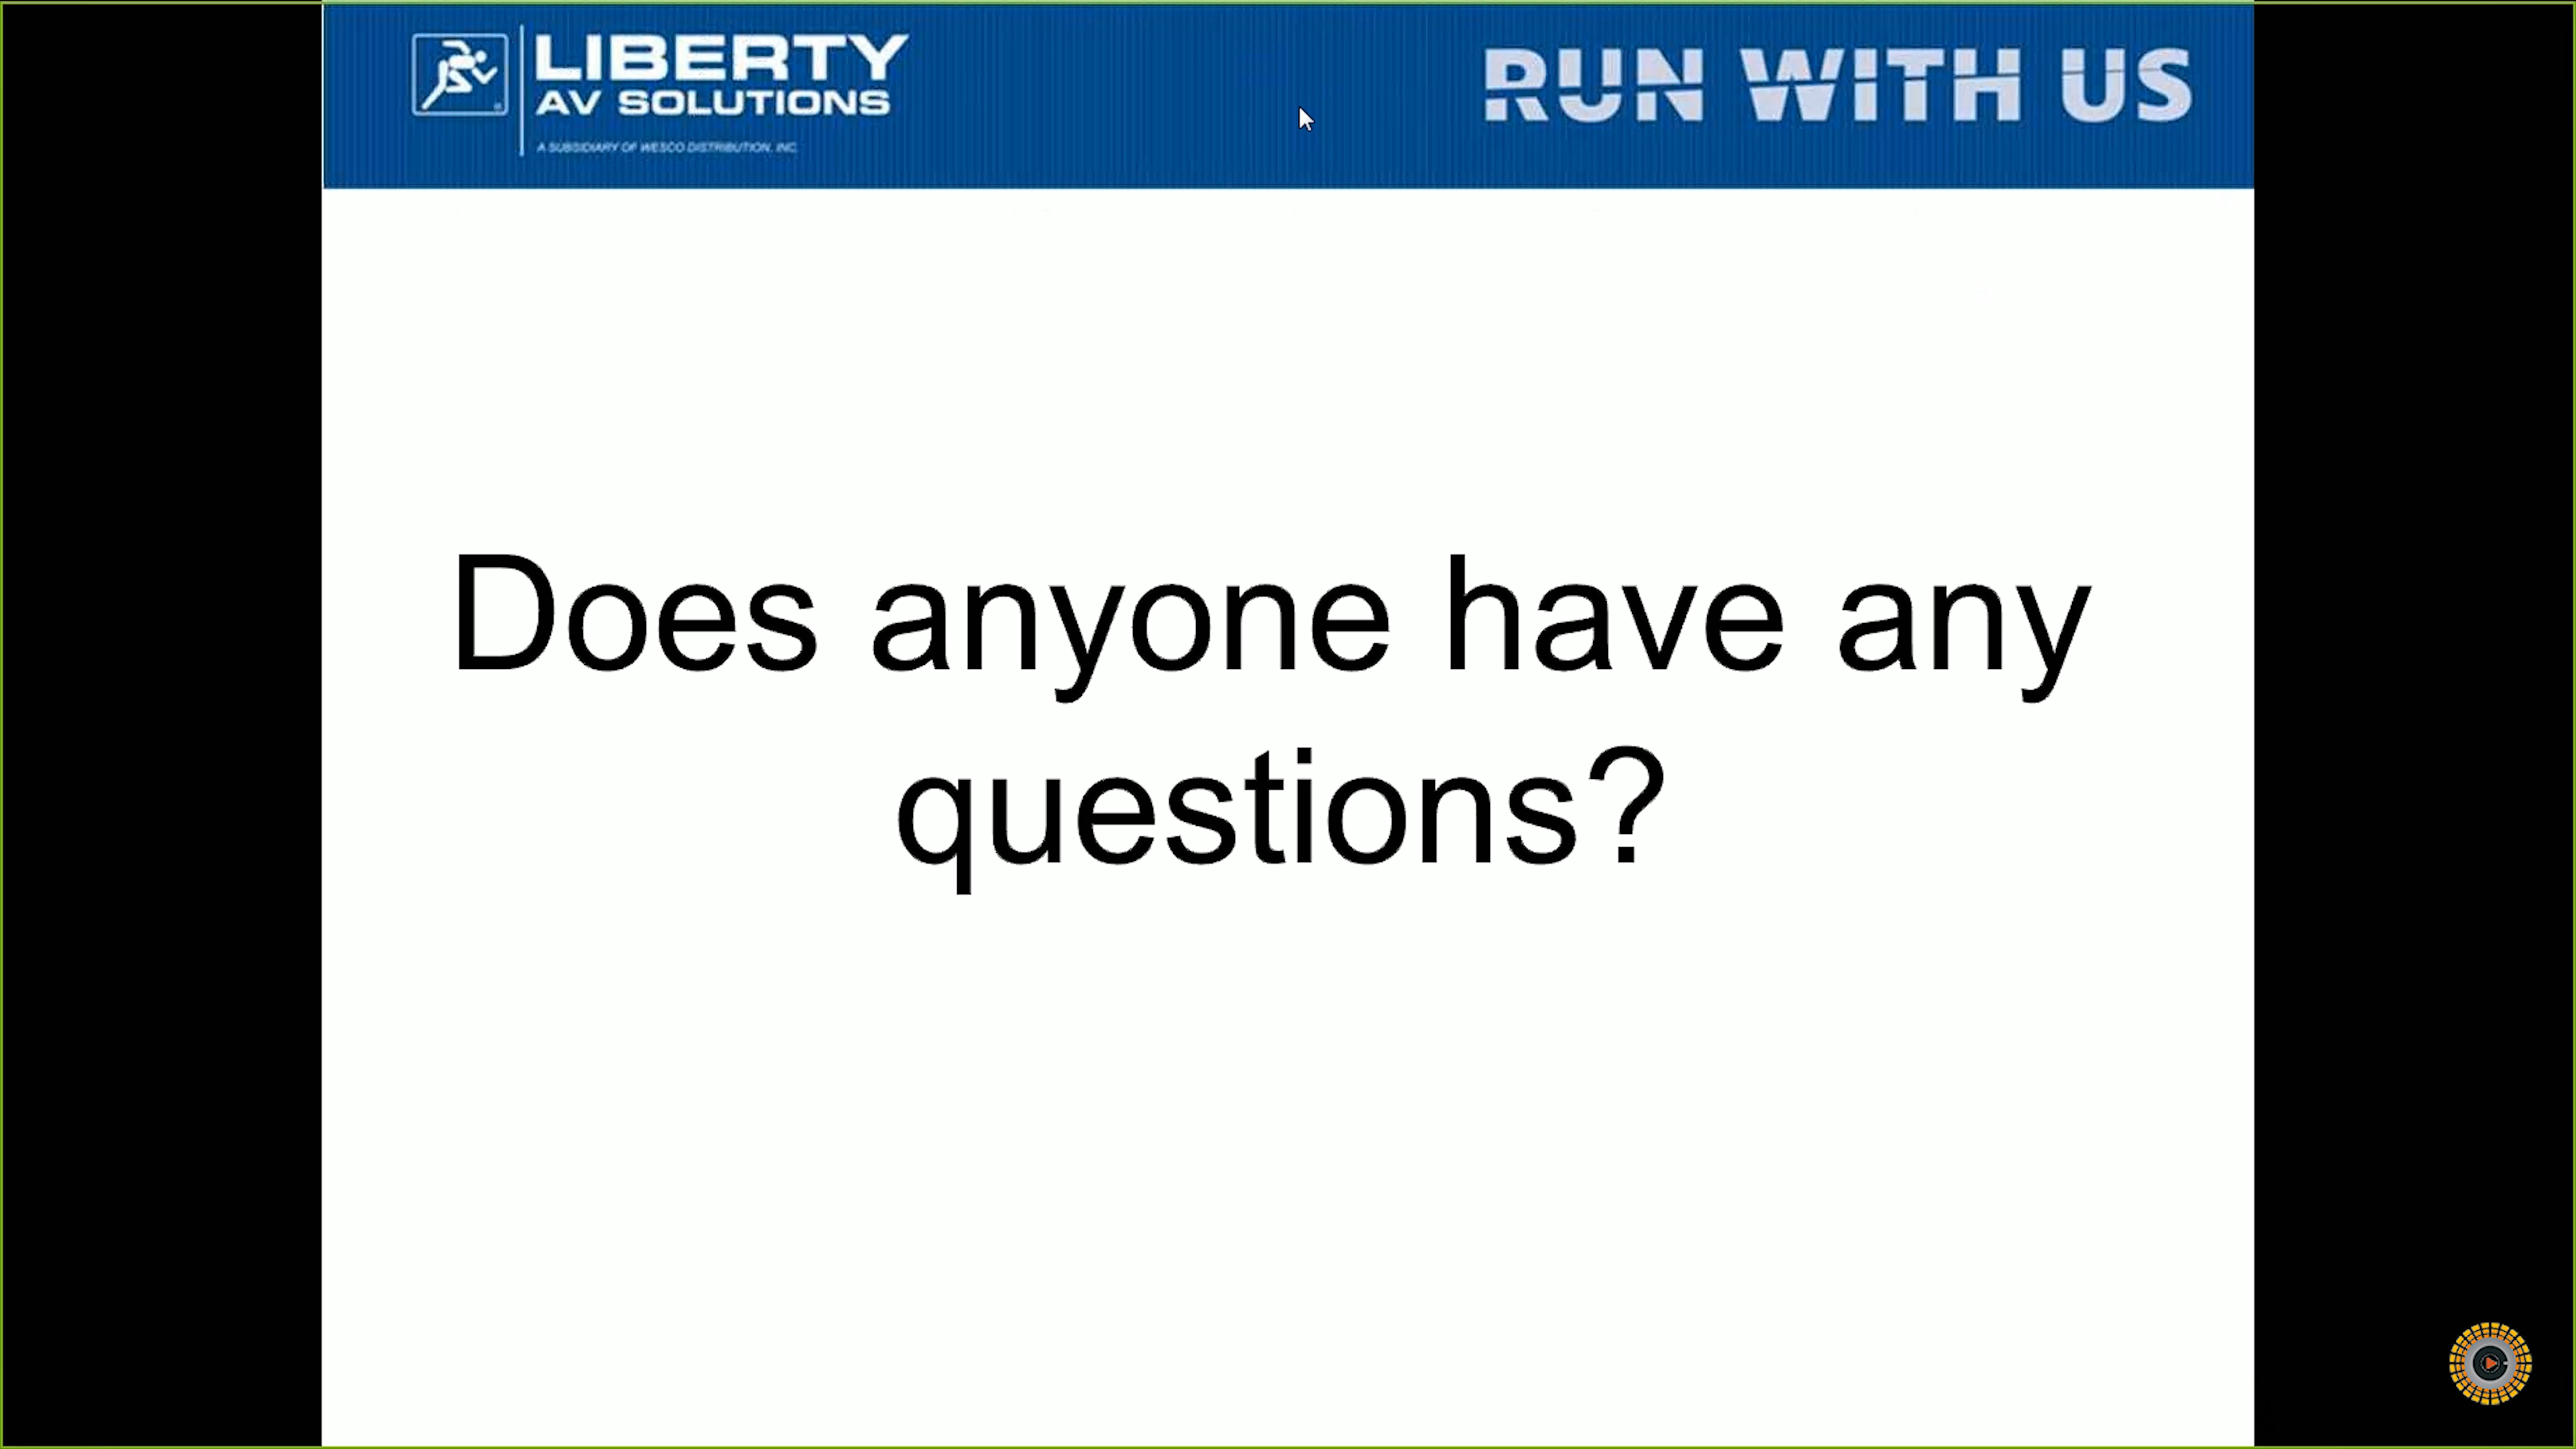 LIBERTY
AV SOLUTIONS
A SUBSIDIARY OF WESCO DISTRIBUTION, INC.
RUN WITH US
Does anyone have any
questions?